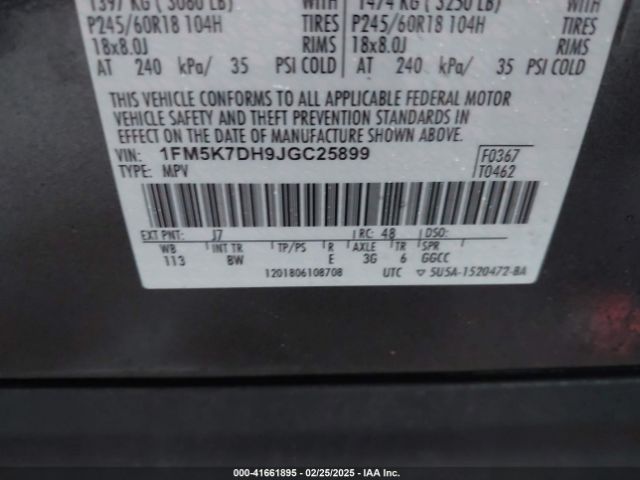 1397 KG ( 3080 LB) WITH 1474 KG ( 3250 LB) WITH
P245/60R18 104H TIRES P245/60R18 104H TIRES
18x8.0J RIMS 18x8.0J RIMS
AT 240 kPa/ 35 PSI COLD AT 240 kPa/ 35 PSI COLD
THIS VEHICLE CONFORMS TO ALL APPLICABLE FEDERAL MOTOR
VEHICLE SAFETY AND THEFT PREVENTION STANDARDS IN
EFFECT ON THE DATE OF MANUFACTURE SHOWN ABOVE.
VIN: 1FM5K7DH9JGC25899 F0367
TYPE: MPV T0462
EXT PNT: J7 RC: 48 DSO:
WB INT TR TP/PS R AXLE TR SPR
113 BW E 3G 6 GGCC
1201806108708 UTC ▽ 5U5A-1520472-BA
000-41661895 - 02/25/2025 - IAA Inc.